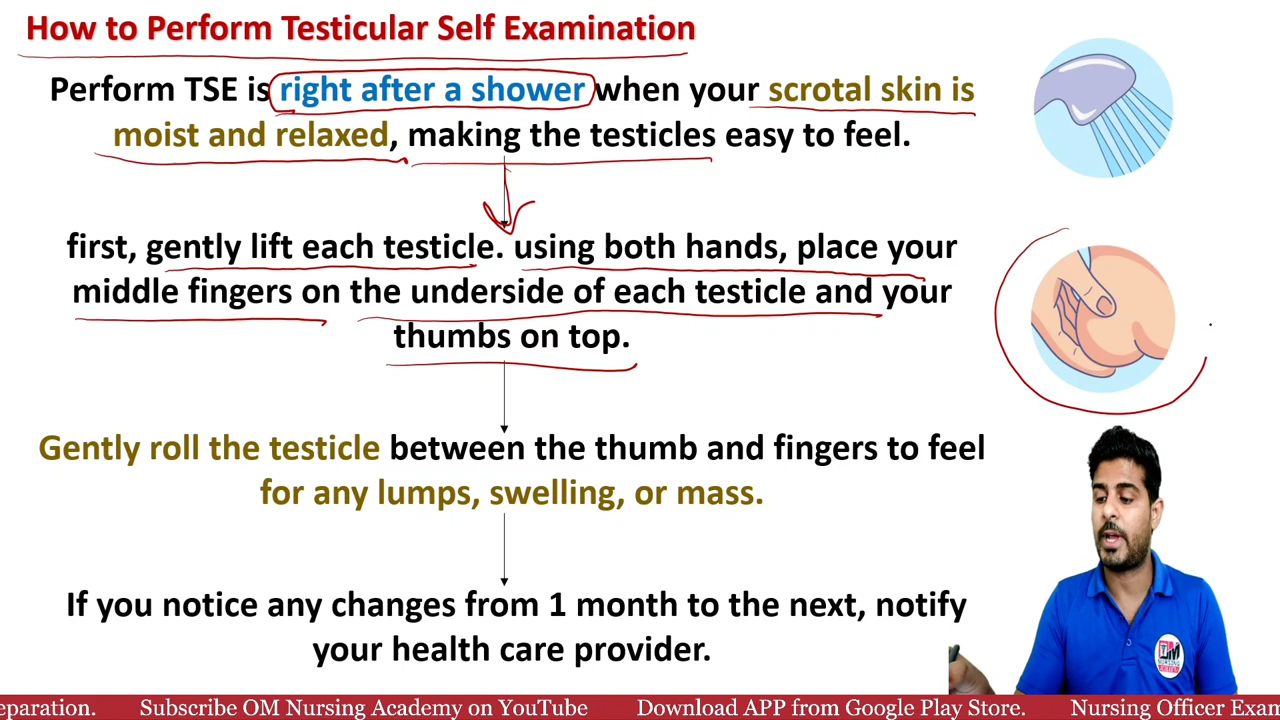 How to Perform Testicular Self Examination
Perform TSE is right after a shower when your scrotal skin is
moist and relaxed, making the testicles easy to feel.
first, gently lift each testicle. using both hands, place your
middle fingers on the underside of each testicle and your
thumbs on top.
Gently roll the testicle between the thumb and fingers to feel
for any lumps, swelling, or mass.
If you notice any changes from 1 month to the next, notify
your health care provider.
eparation. Subscribe OM Nursing Academy on YouTube Download APP from Google Play Store. Nursing Officer Exam